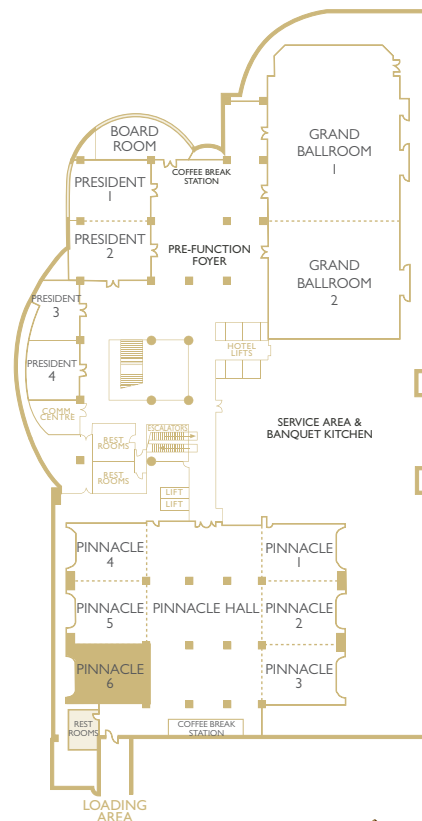 BOARD
ROOM
COFFEE BREAK
STATION
GRAND
BALLROOM
1
PRESIDENT
1
PRESIDENT
2
PRE-FUNCTION
FOYER
GRAND
BALLROOM
2
PRESIDENT
3
HOTEL
LIFTS
PRESIDENT
4
COMM.
CENTRE
ESCALATORS
REST
ROOMS
SERVICE AREA &
BANQUET KITCHEN
REST
ROOMS
LIFT
LIFT
PINNACLE
4
PINNACLE
1
PINNACLE
5
PINNACLE HALL
PINNACLE
2
PINNACLE
6
PINNACLE
3
REST
ROOMS
COFFEE BREAK
STATION
LOADING
AREA